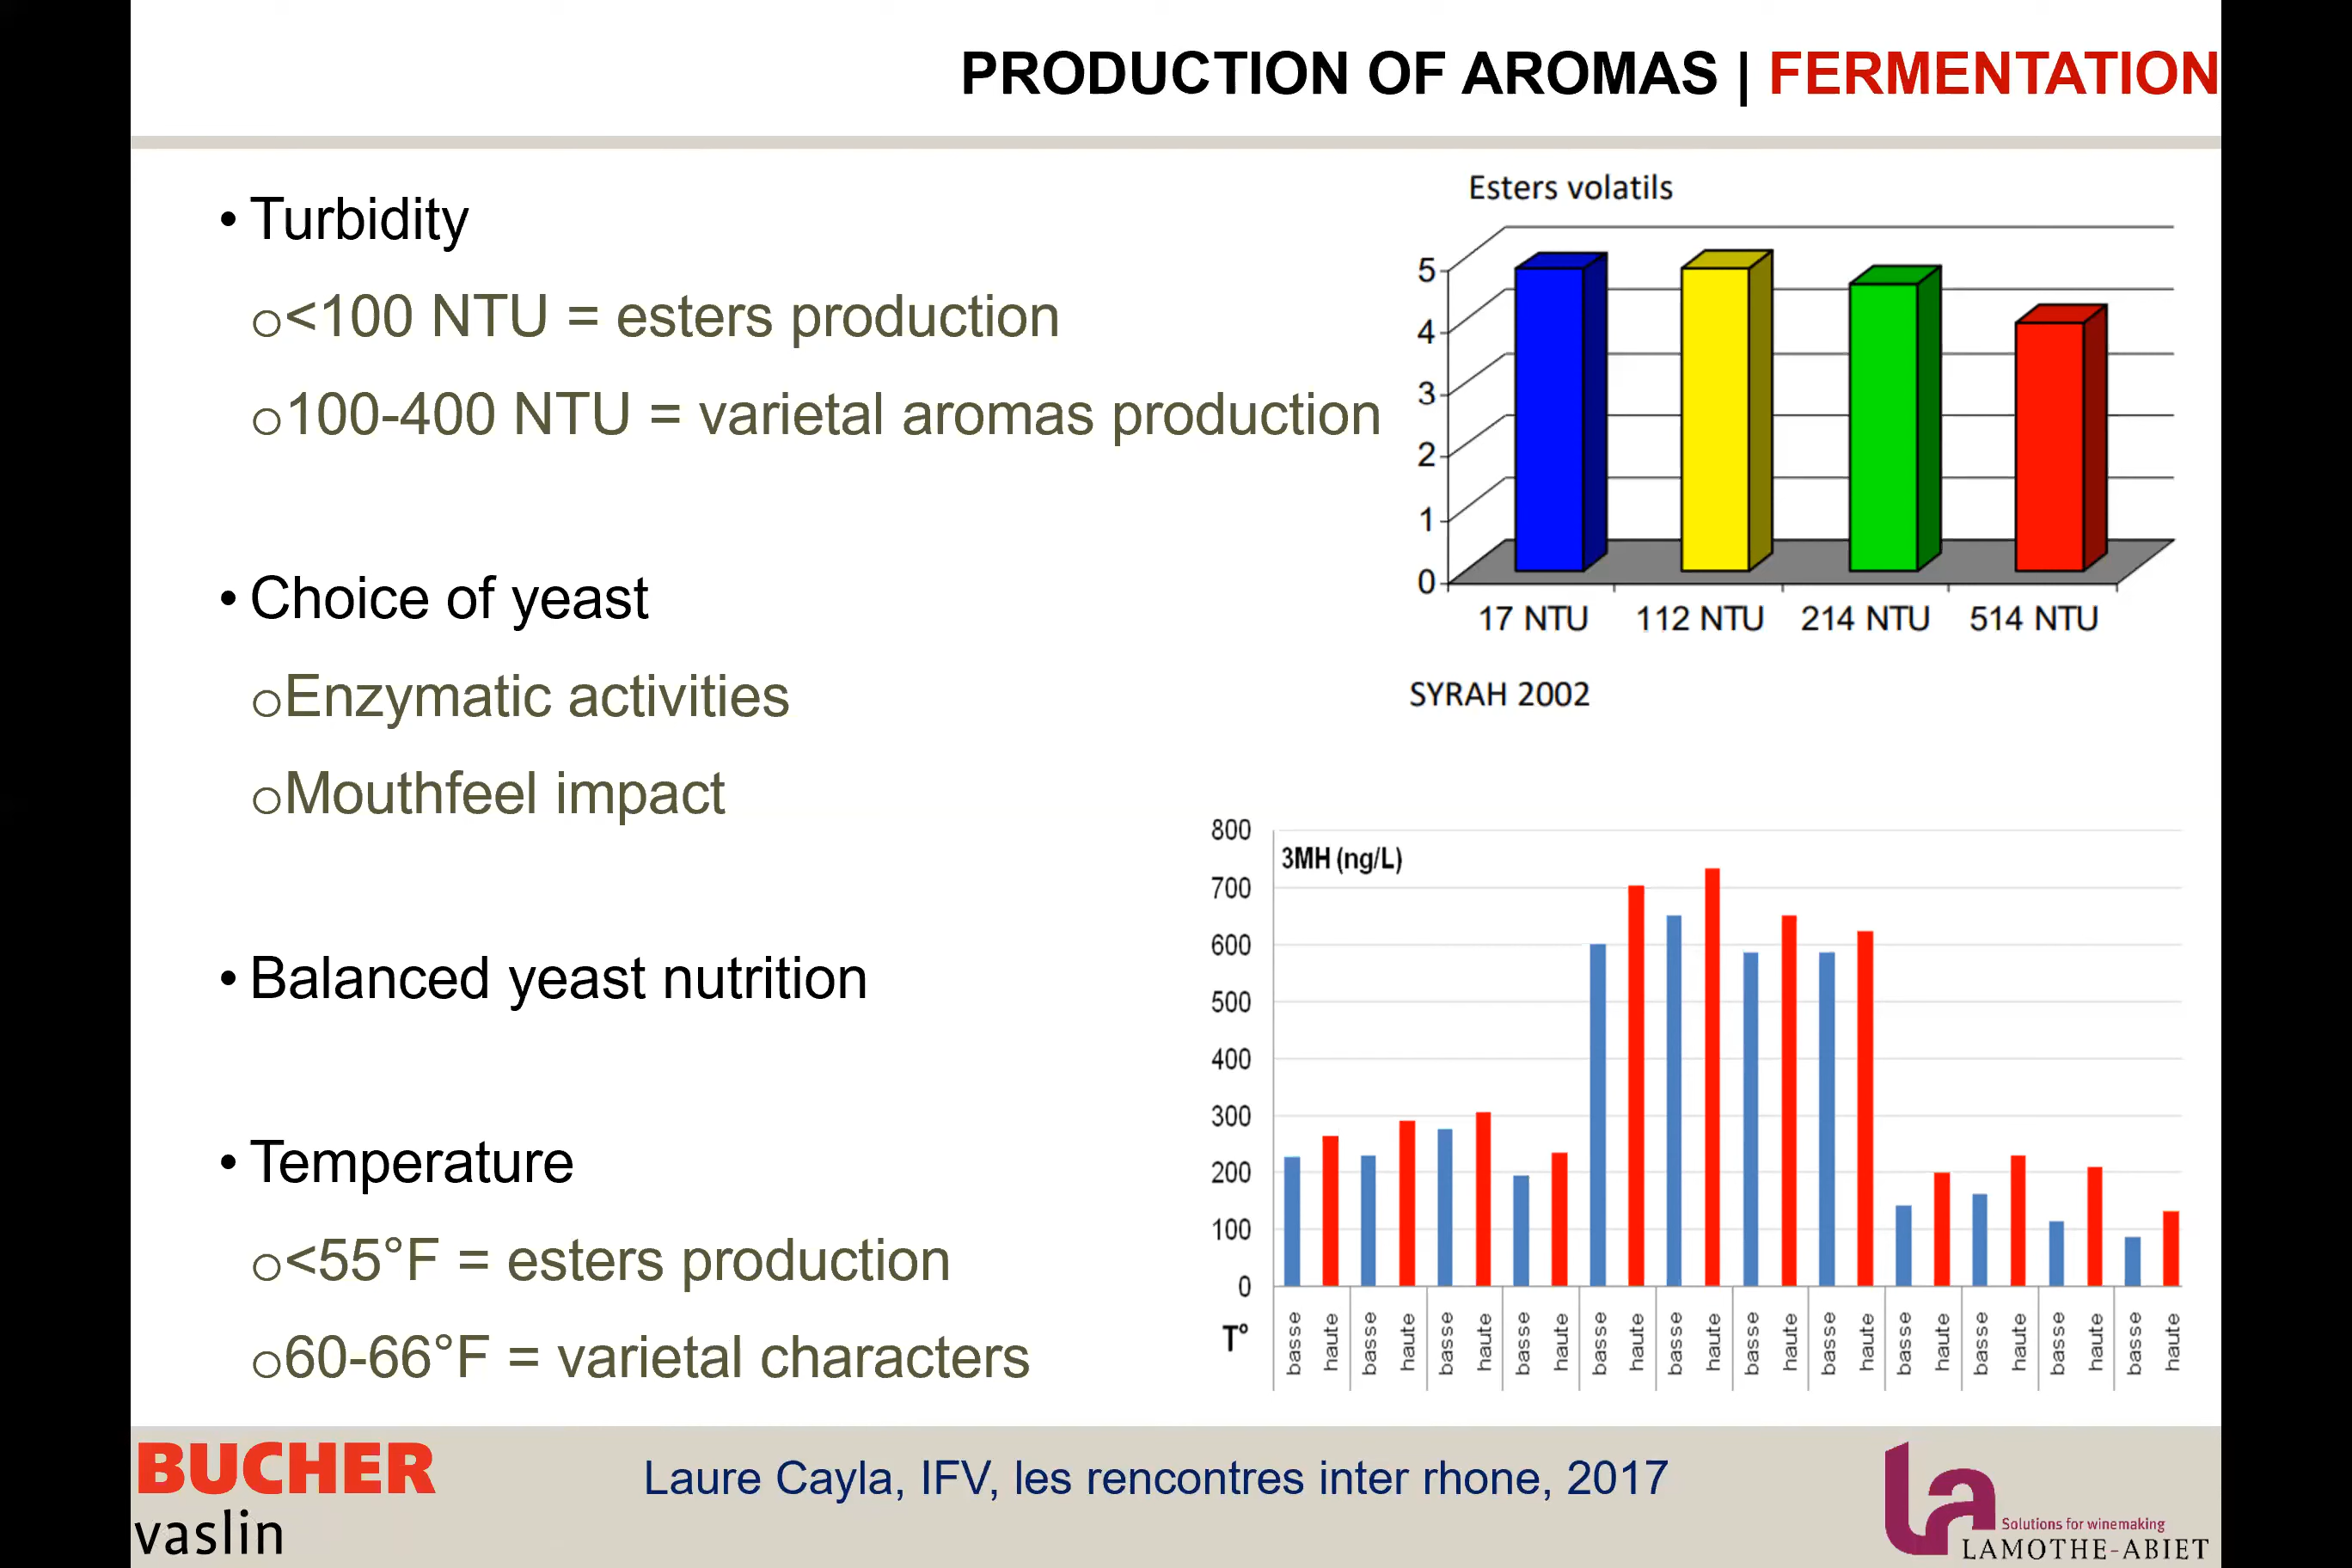 PRODUCTION OF AROMAS | FERMENTATION
• Turbidity
o<100 NTU = esters production
o100-400 NTU = varietal aromas production
• Choice of yeast
oEnzymatic activities
oMouthfeel impact
• Balanced yeast nutrition
• Temperature
o<55°F = esters production
o60-66°F = varietal characters
Esters volatils
5
4
3
2
1
0
17 NTU 112 NTU 214 NTU 514 NTU
SYRAH 2002
3MH (ng/L)
800
700
600
500
400
300
200
100
0
T° basse haute basse haute basse haute basse haute basse haute basse haute basse haute basse haute basse haute basse haute basse haute basse haute
BUCHER
vaslin
Laure Cayla, IFV, les rencontres inter rhone, 2017
la
Solutions for winemaking
LAMOTHE-ABIET